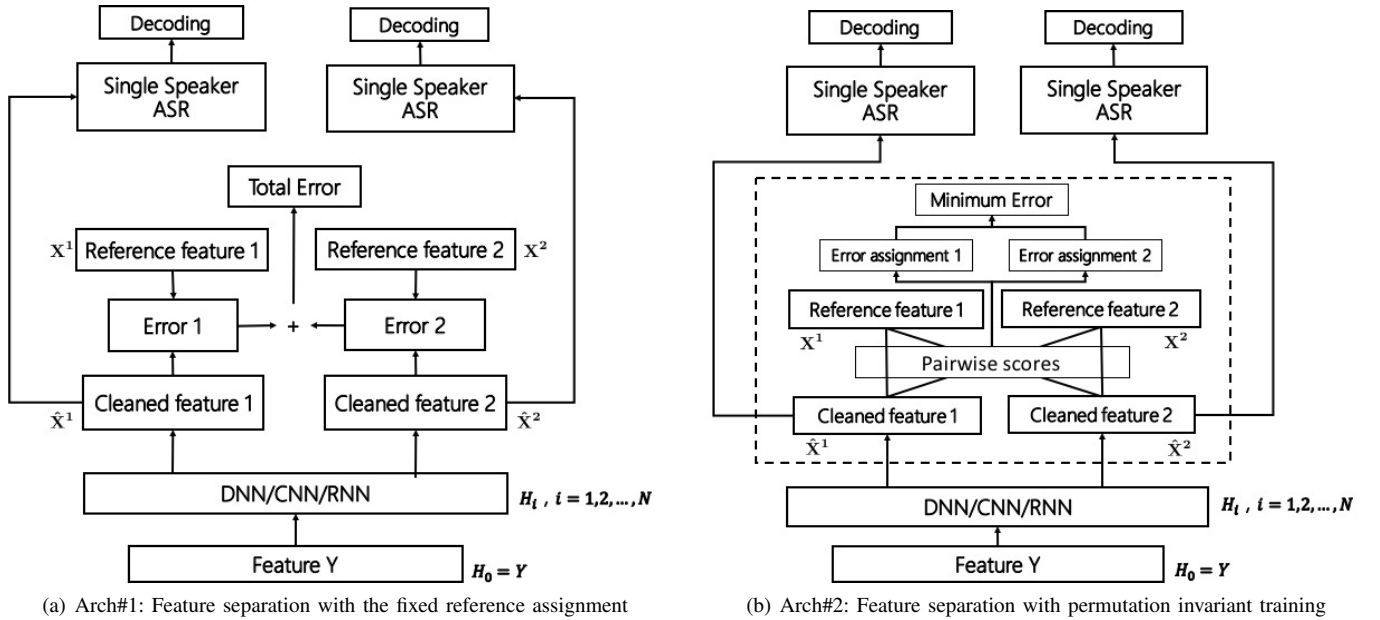 Decoding
Decoding
Single Speaker
ASR
Single Speaker
ASR
Total Error
X¹ Reference feature 1
Reference feature 2 X²
Error 1
+
Error 2
Cleaned feature 1
X̂¹
Cleaned feature 2
X̂²
DNN/CNN/RNN
Hᵢ , i = 1,2,...,N
Feature Y
H₀ = Y
(a) Arch#1: Feature separation with the fixed reference assignment
Decoding
Decoding
Single Speaker
ASR
Single Speaker
ASR
Minimum Error
Error assignment 1
Error assignment 2
Reference feature 1
Reference feature 2
X¹
X²
Pairwise scores
Cleaned feature 1
Cleaned feature 2
X̂¹
X̂²
DNN/CNN/RNN
Hᵢ , i = 1,2,...,N
Feature Y
H₀ = Y
(b) Arch#2: Feature separation with permutation invariant training